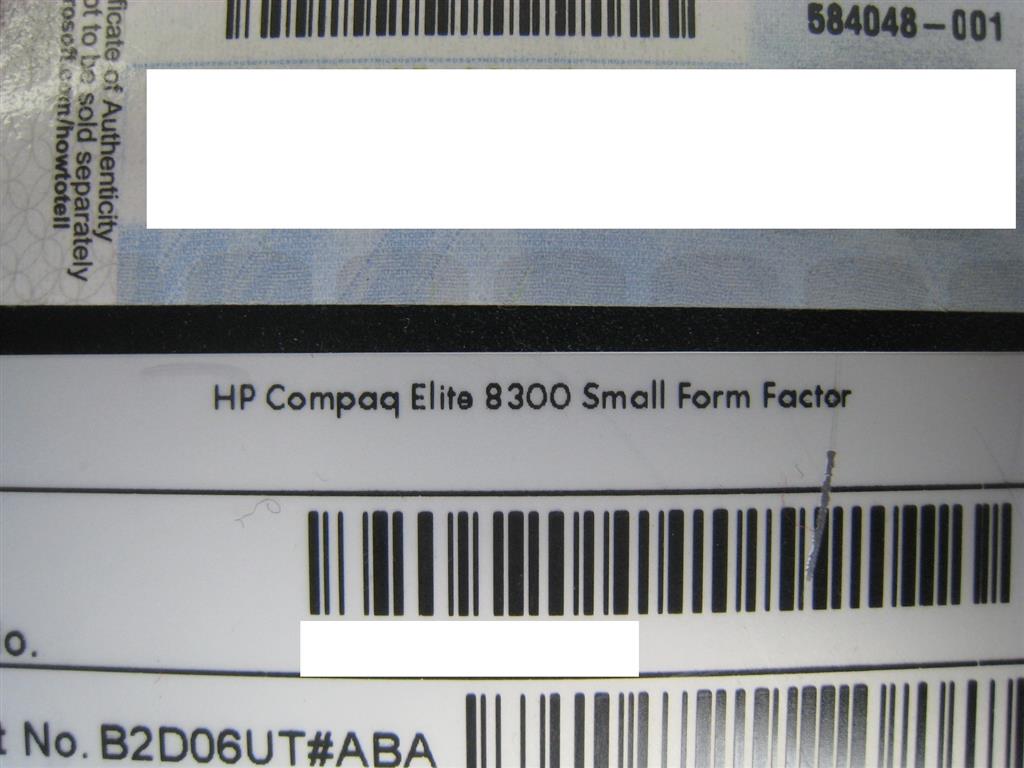 584048-001
ficate of Authenticity
ot to be sold separately
rosoft.com/howtotell
HP Compaq Elite 8300 Small Form Factor
o.
t No. B2D06UT#ABA